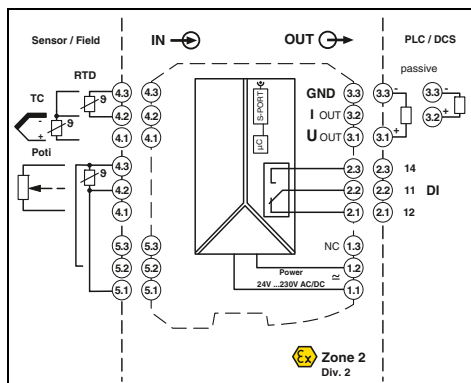 Sensor / Field
IN
OUT
PLC / DCS
RTD
TC
ϑ
ϑ
-
+
4.3
4.2
4.1
4.3
4.2
4.1
Poti
ϑ
4.3
4.2
4.1
5.3
5.2
5.1
5.3
5.2
5.1
S-PORT
µC
GND
I OUT
U OUT
3.3
3.2
3.1
3.3
3.1
-
+
passive
3.3
3.2
-
+
2.3
2.2
2.1
2.3
2.2
2.1
14
11
12
DI
NC
1.3
1.2
1.1
Power
24V ...230V AC/DC
≂
Ex
Zone 2
Div. 2